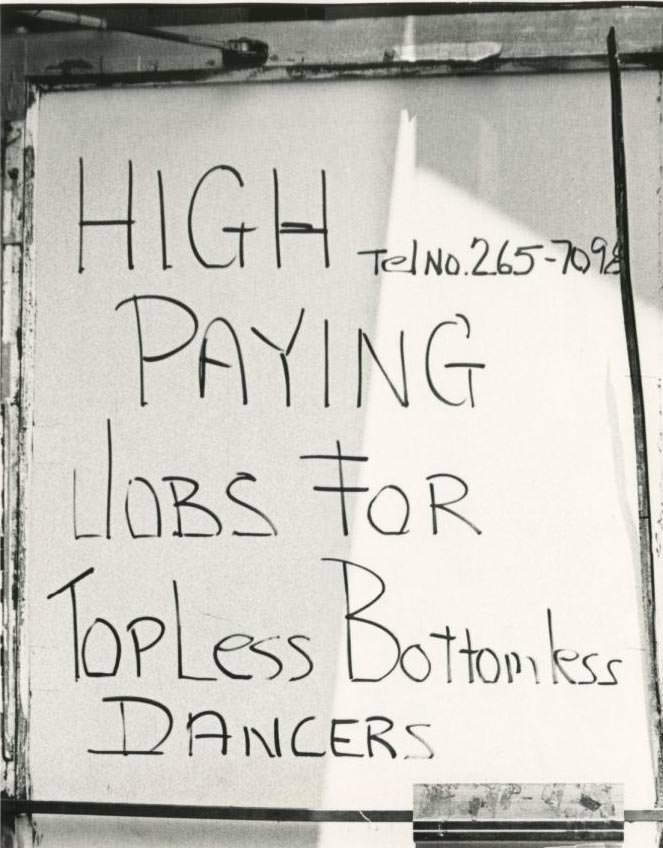 HIGH
Tel No. 265-7098
PAYING
JOBS FOR
TopLess Bottomless
DANCERS